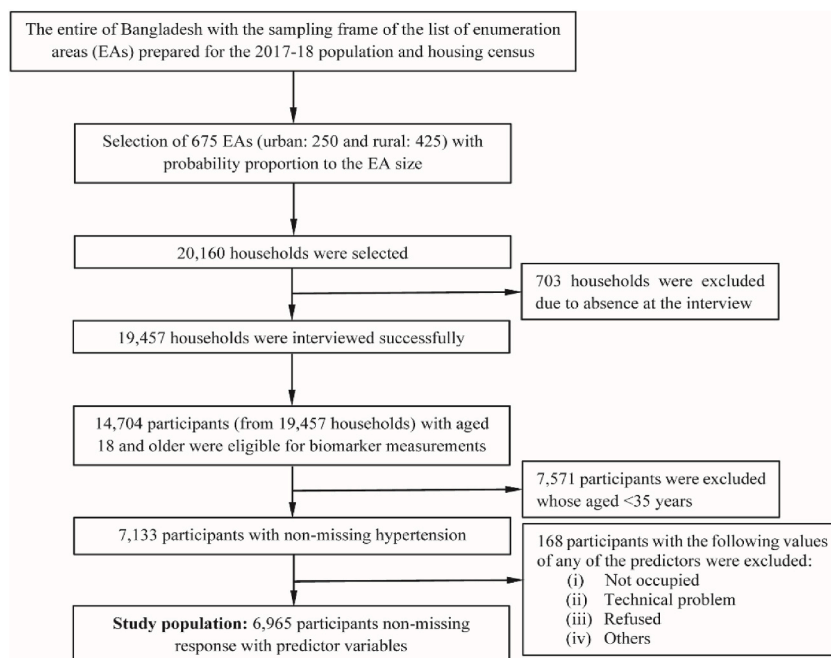 The entire of Bangladesh with the sampling frame of the list of enumeration
areas (EAs) prepared for the 2017-18 population and housing census
Selection of 675 EAs (urban: 250 and rural: 425) with
probability proportion to the EA size
20,160 households were selected
703 households were excluded
due to absence at the interview
19,457 households were interviewed successfully
14,704 participants (from 19,457 households) with aged
18 and older were eligible for biomarker measurements
7,571 participants were excluded
whose aged <35 years
7,133 participants with non-missing hypertension
168 participants with the following values
of any of the predictors were excluded:
(i) Not occupied
(ii) Technical problem
(iii) Refused
(iv) Others
Study population: 6,965 participants non-missing
response with predictor variables